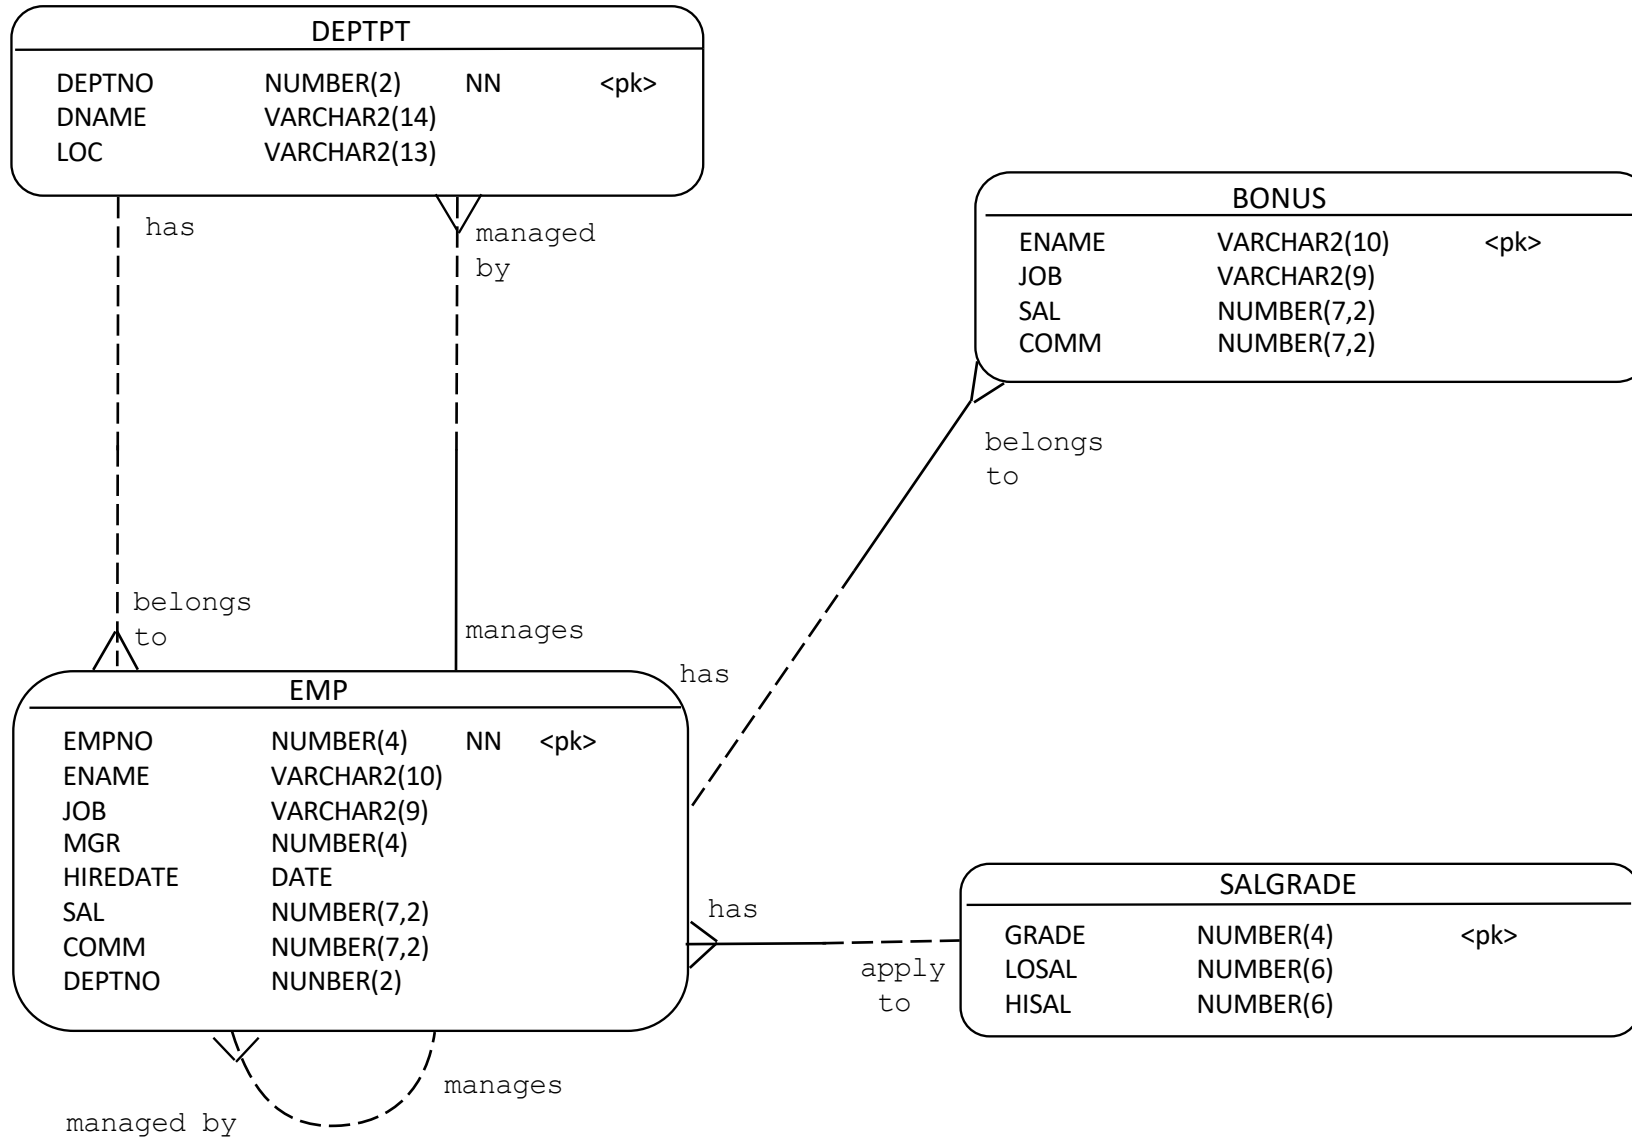 DEPTPT
DEPTNO NUMBER(2) NN <pk>
DNAME VARCHAR2(14)
LOC VARCHAR2(13)
has
managed
by
BONUS
ENAME VARCHAR2(10) <pk>
JOB VARCHAR2(9)
SAL NUMBER(7,2)
COMM NUMBER(7,2)
belongs
to
belongs
to
manages
has
EMP
EMPNO NUMBER(4) NN <pk>
ENAME VARCHAR2(10)
JOB VARCHAR2(9)
MGR NUMBER(4)
HIREDATE DATE
SAL NUMBER(7,2)
COMM NUMBER(7,2)
DEPTNO NUNBER(2)
has
apply
to
SALGRADE
GRADE NUMBER(4) <pk>
LOSAL NUMBER(6)
HISAL NUMBER(6)
manages
managed by